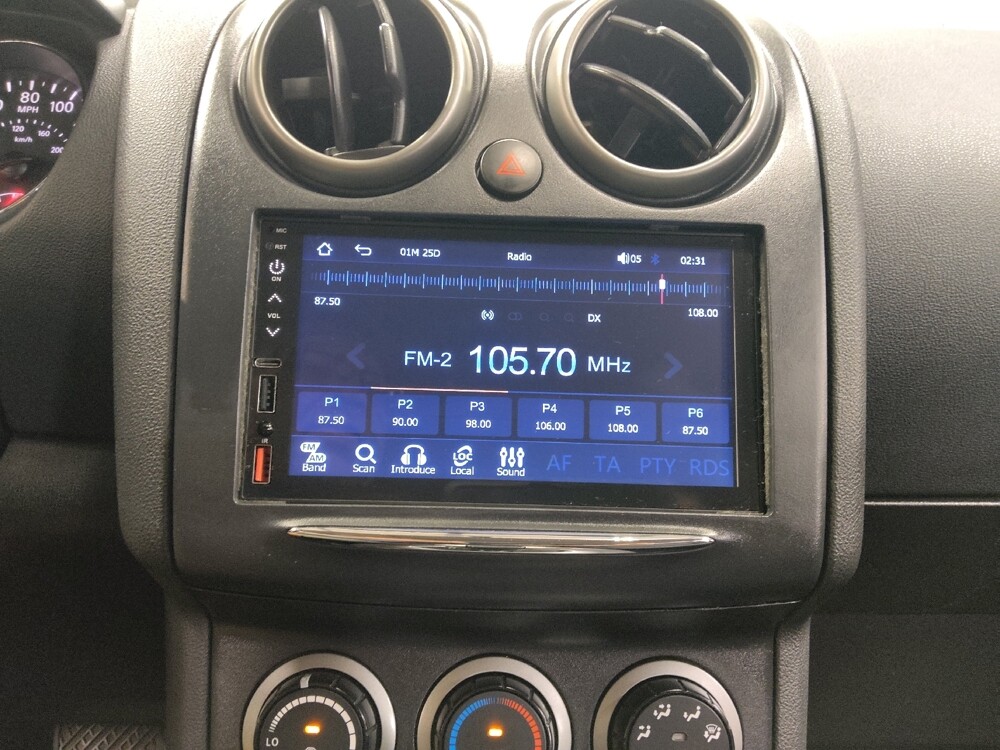 80
100
MPH
120
160
km/h
200
MIC
RST
ON
VOL
IR
01M 25D
Radio
05
02:31
87.50
108.00
DX
FM-2 105.70 MHz
P1 P2 P3 P4 P5 P6
87.50 90.00 98.00 106.00 108.00 87.50
FM
AM
LOC
Band Scan Introduce Local Sound AF TA PTY RDS
LO